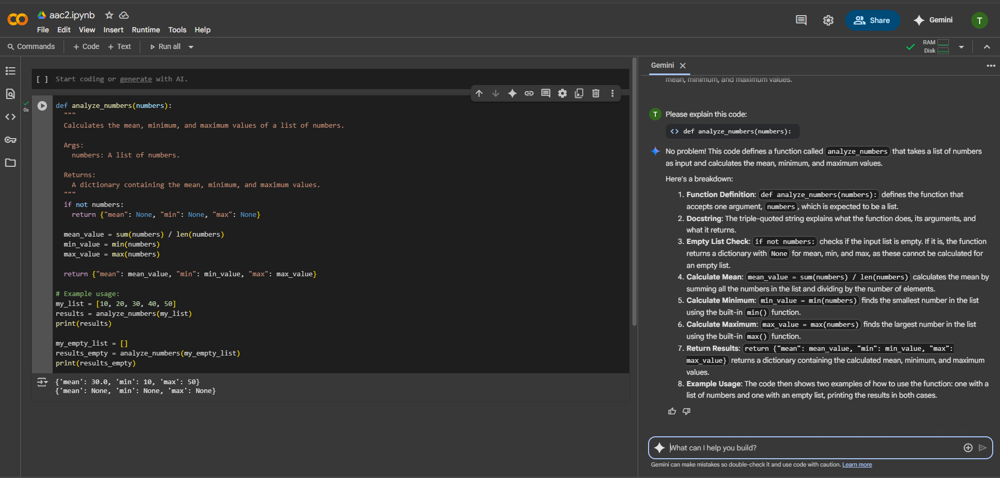 aac2.ipynb
File Edit View Insert Runtime Tools Help
Share
Gemini
T
Commands + Code + Text Run all
RAM
Disk
[ ] Start coding or generate with AI.
0s
def analyze_numbers(numbers):
"""
Calculates the mean, minimum, and maximum values of a list of numbers.
Args:
numbers: A list of numbers.
Returns:
A dictionary containing the mean, minimum, and maximum values.
"""
if not numbers:
return {"mean": None, "min": None, "max": None}
mean_value = sum(numbers) / len(numbers)
min_value = min(numbers)
max_value = max(numbers)
return {"mean": mean_value, "min": min_value, "max": max_value}
# Example usage:
my_list = [10, 20, 30, 40, 50]
results = analyze_numbers(my_list)
print(results)
my_empty_list = []
results_empty = analyze_numbers(my_empty_list)
print(results_empty)
{'mean': 30.0, 'min': 10, 'max': 50}
{'mean': None, 'min': None, 'max': None}
Gemini
mean, minimum, and maximum values.
T Please explain this code:
<> def analyze_numbers(numbers):
No problem! This code defines a function called analyze_numbers that takes a list of numbers
as input and calculates the mean, minimum, and maximum values.
Here's a breakdown:
1. Function Definition: def analyze_numbers(numbers): defines the function that
accepts one argument, numbers, which is expected to be a list.
2. Docstring: The triple-quoted string explains what the function does, its arguments, and
what it returns.
3. Empty List Check: if not numbers: checks if the input list is empty. If it is, the function
returns a dictionary with None for mean, min, and max, as these cannot be calculated for
an empty list.
4. Calculate Mean: mean_value = sum(numbers) / len(numbers) calculates the mean by
summing all the numbers in the list and dividing by the number of elements.
5. Calculate Minimum: min_value = min(numbers) finds the smallest number in the list
using the built-in min() function.
6. Calculate Maximum: max_value = max(numbers) finds the largest number in the list
using the built-in max() function.
7. Return Results: return {"mean": mean_value, "min": min_value, "max":
max_value} returns a dictionary containing the calculated mean, minimum, and maximum
values.
8. Example Usage: The code then shows two examples of how to use the function: one with a
list of numbers and one with an empty list, printing the results in both cases.
What can I help you build?
Gemini can make mistakes so double-check it and use code with caution. Learn more